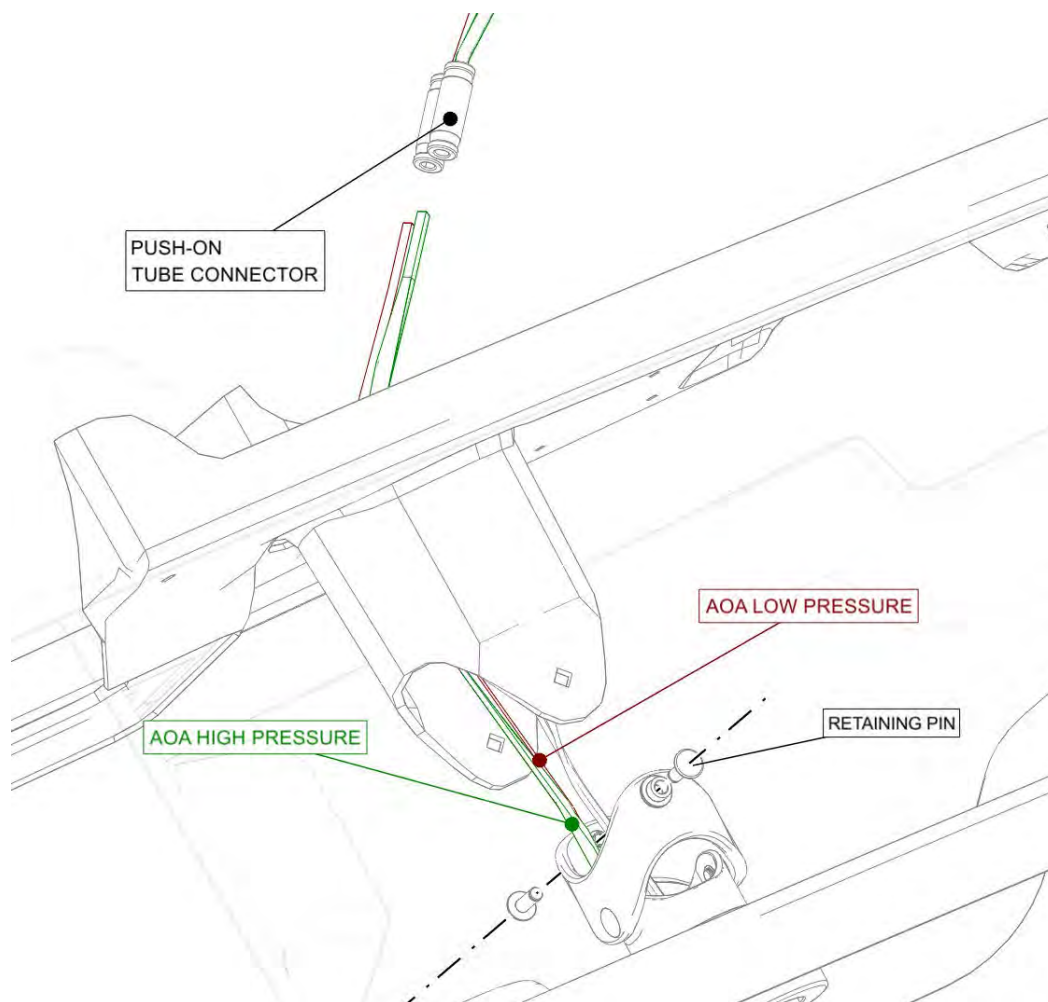 PUSH-ON
TUBE CONNECTOR
AOA LOW PRESSURE
RETAINING PIN
AOA HIGH PRESSURE